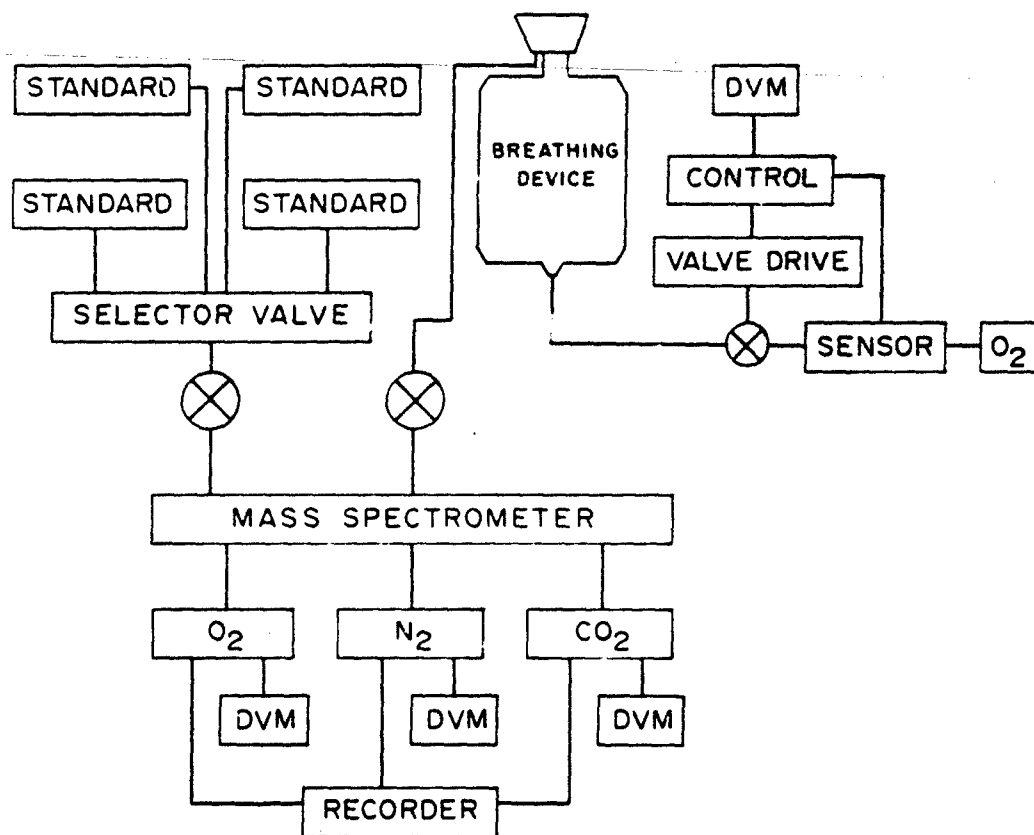 STANDARD
STANDARD
DVM
BREATHING
DEVICE
CONTROL
STANDARD
STANDARD
VALVE DRIVE
SELECTOR VALVE
SENSOR
O2
MASS SPECTROMETER
O2
N2
CO2
DVM
DVM
DVM
RECORDER